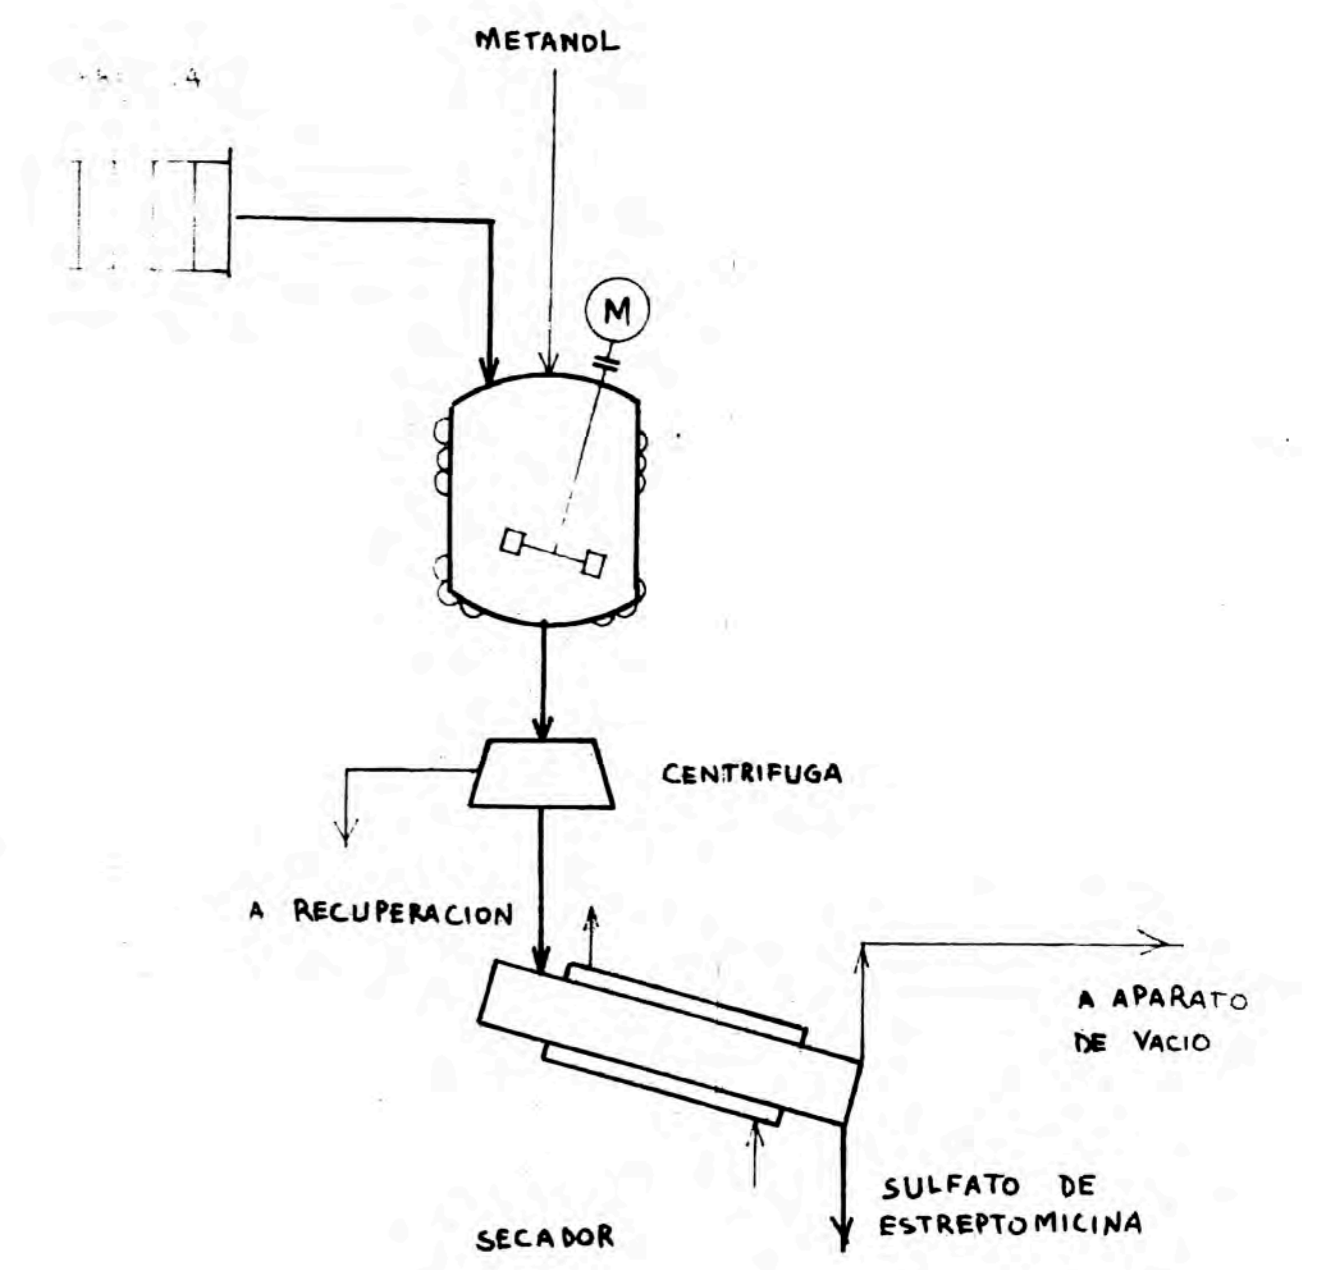 METANOL
M
CENTRIFUGA
A RECUPERACION
A APARATO
DE VACIO
SULFATO DE
ESTREPTOMICINA
SECADOR